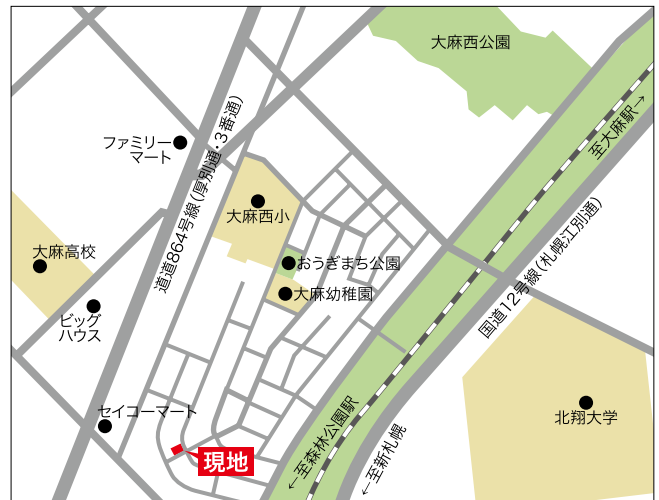 大麻西公園
至大麻駅→
ファミリー
マート
道道864号線(厚別通・3番通)
大麻西小
大麻高校
おうぎまち公園
大麻幼稚園
国道12号線(札幌江別通)
ビッグ
ハウス
セイコーマート
北翔大学
←至森林公園駅
←至新札幌
現地